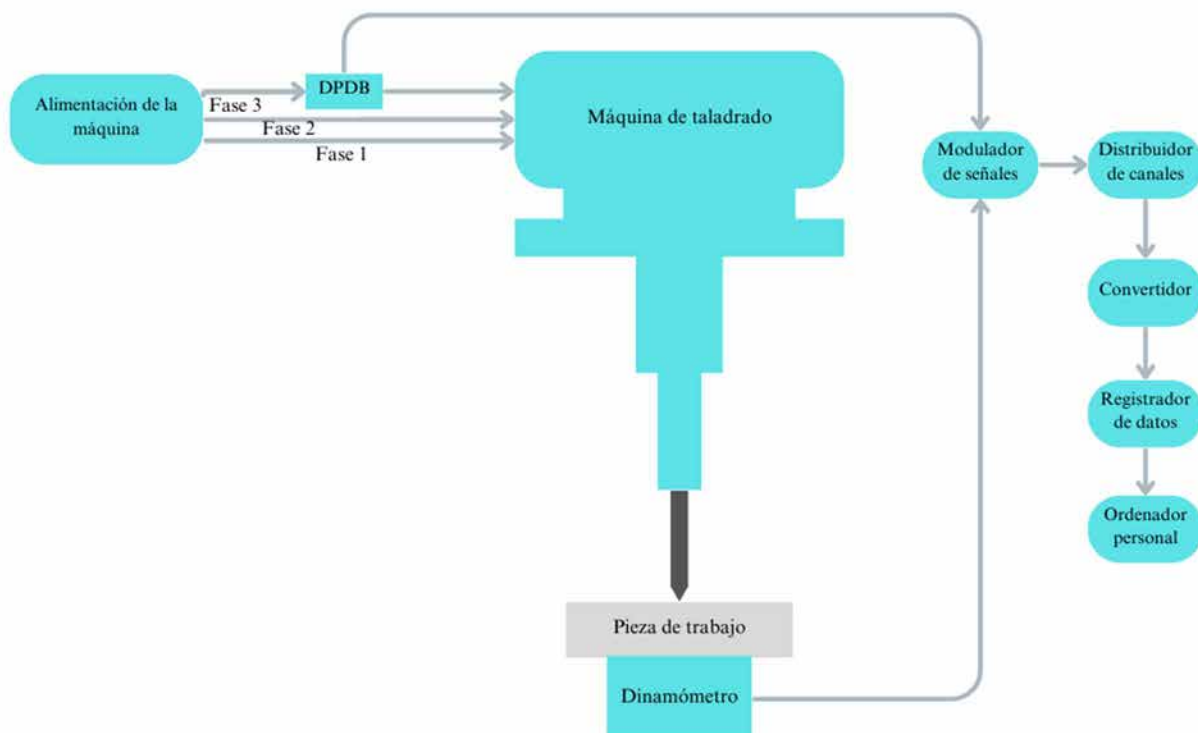 Alimentación de la
máquina
Fase 3
Fase 2
Fase 1
DPDB
Máquina de taladrado
Modulador
de señales
Distribuidor
de canales
Convertidor
Registrador
de datos
Ordenador
personal
Pieza de trabajo
Dinamómetro